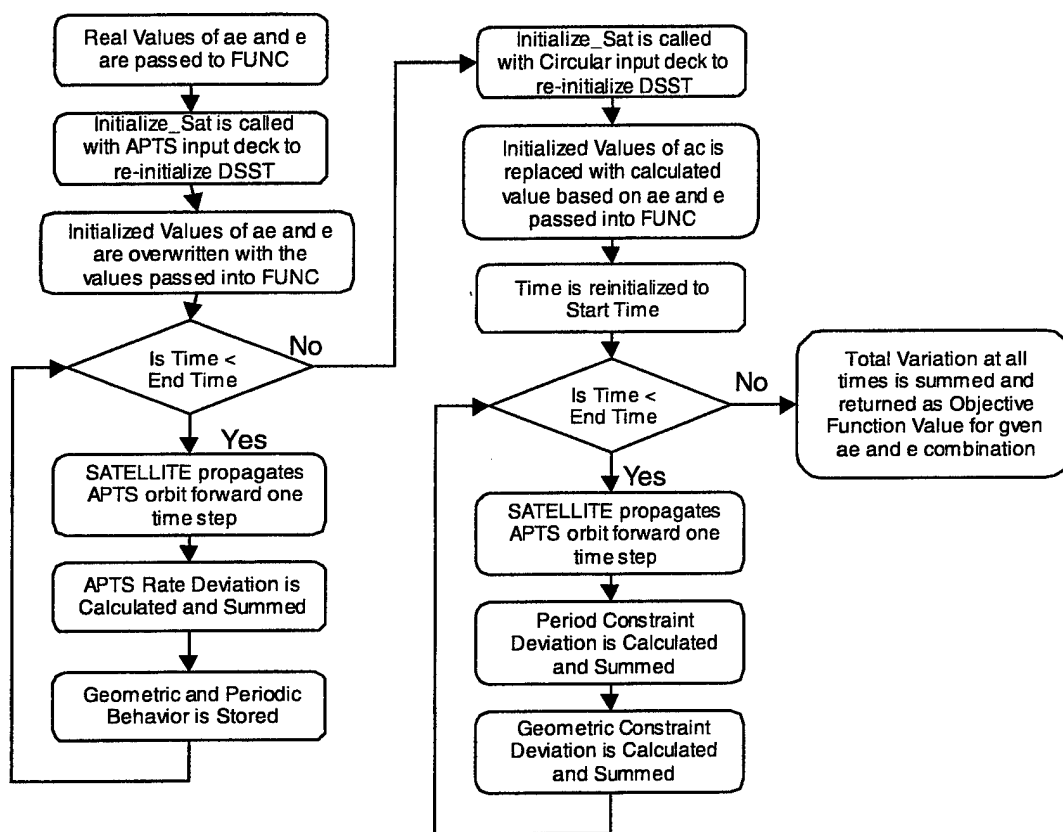 Real Values of ae and e
are passed to FUNC
Initialize_Sat is called
with APTS input deck to
re-initialize DSST
Initialized Values of ae and e
are overwritten with the
values passed into FUNC
Is Time <
End Time
No
Yes
SATELLITE propagates
APTS orbit forward one
time step
APTS Rate Deviation is
Calculated and Summed
Geometric and Periodic
Behavior is Stored
Initialize_Sat is called
with Circular input deck to
re-initialize DSST
Initialized Values of ac is
replaced with calculated
value based on ae and e
passed into FUNC
Time is reinitialized to
Start Time
Is Time <
End Time
No
Yes
SATELLITE propagates
APTS orbit forward one
time step
Period Constraint
Deviation is Calculated
and Summed
Geometric Constraint
Deviation is Calculated
and Summed
Total Variation at all
times is summed and
returned as Objective
Function Value for gven
ae and e combination